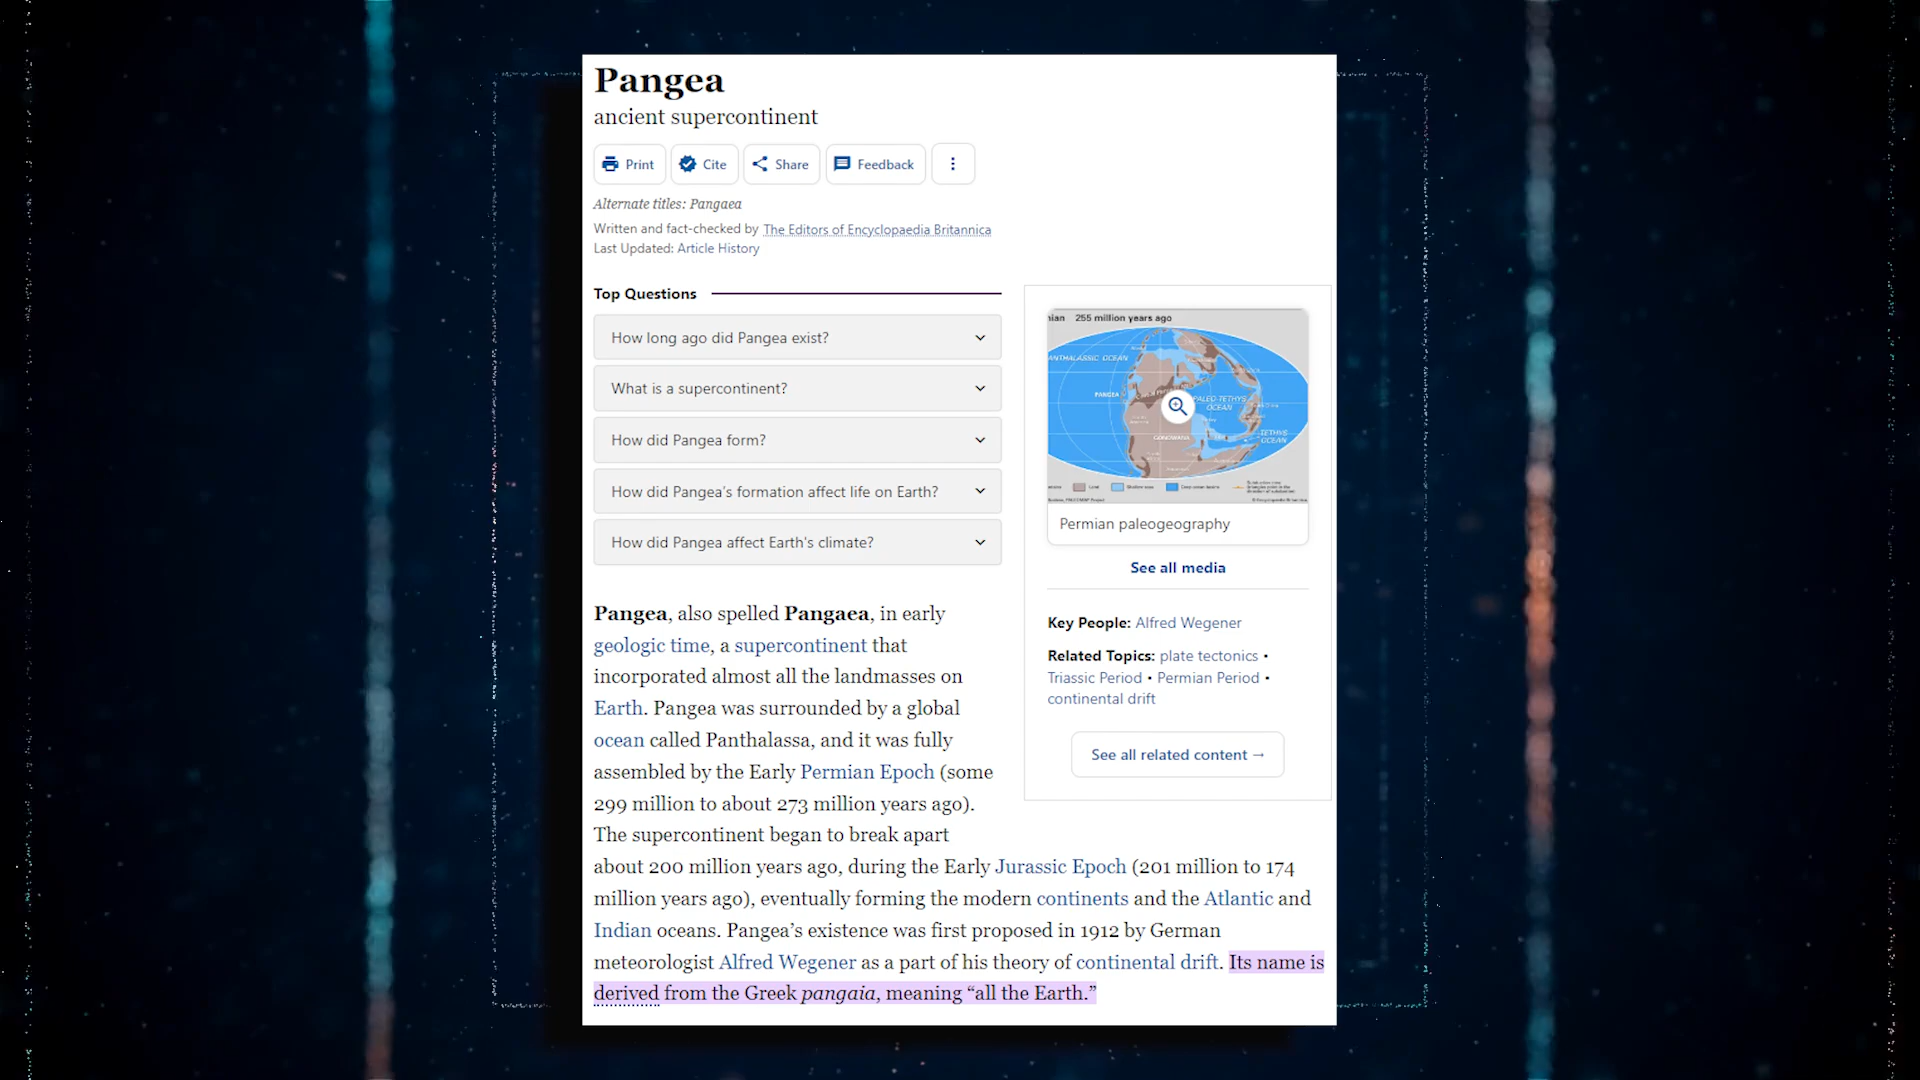 Pangea
ancient supercontinent
Print
Cite
Share
Feedback
Alternate titles: Pangaea
Written and fact-checked by The Editors of Encyclopaedia Britannica
Last Updated: Article History
Top Questions
How long ago did Pangea exist?
What is a supercontinent?
How did Pangea form?
How did Pangea's formation affect life on Earth?
How did Pangea affect Earth's climate?
Pangea, also spelled Pangaea, in early
geologic time, a supercontinent that
incorporated almost all the landmasses on
Earth. Pangea was surrounded by a global
ocean called Panthalassa, and it was fully
assembled by the Early Permian Epoch (some
299 million to about 273 million years ago).
The supercontinent began to break apart
about 200 million years ago, during the Early Jurassic Epoch (201 million to 174
million years ago), eventually forming the modern continents and the Atlantic and
Indian oceans. Pangea’s existence was first proposed in 1912 by German
meteorologist Alfred Wegener as a part of his theory of continental drift. Its name is
derived from the Greek pangaia, meaning “all the Earth.”
ian 255 million years ago
ANTHALASSIC OCEAN
PANGEA
PALEO-TETHYS
OCEAN
GONDWANA
TETHYS
OCEAN
Land
Permian paleogeography
See all media
Key People: Alfred Wegener
Related Topics: plate tectonics •
Triassic Period • Permian Period •
continental drift
See all related content →